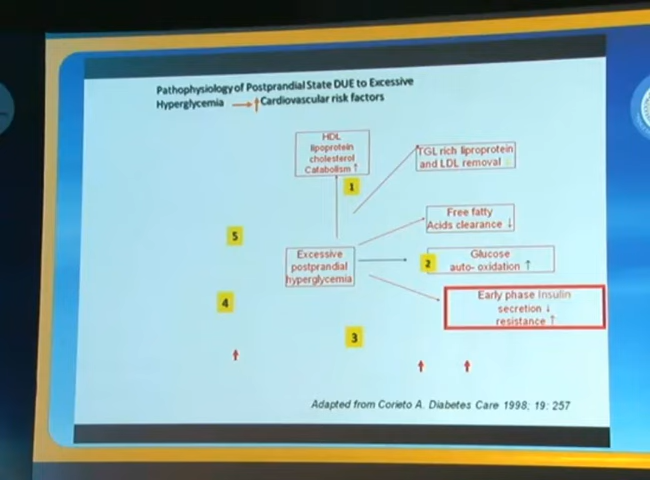 Pathophysiology of Postprandial State DUE to Excessive
Hyperglycemia → ↑ Cardiovascular risk factors
HDL
lipoprotein
cholesterol
Catabolism ↑
TGL rich liproprotein
and LDL removal
1
Free fatty
Acids clearance ↓
5
Excessive
postprandial
hyperglycemia
2
Glucose
auto- oxidation ↑
4
Early phase Insulin
secretion ↓
resistance ↑
3
↑ ↑ ↑
Adapted from Corieto A. Diabetes Care 1998; 19: 257